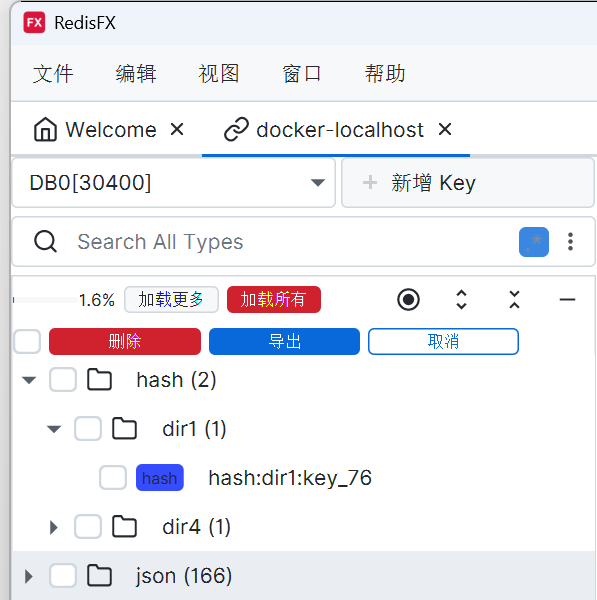 FX RedisFX
文件 编辑 视图 窗口 帮助
Welcome × docker-localhost ×
DB0[30400] + 新增 Key
Search All Types .*
1.6% 加载更多 加载所有
删除 导出 取消
hash (2)
dir1 (1)
hash hash:dir1:key_76
dir4 (1)
json (166)